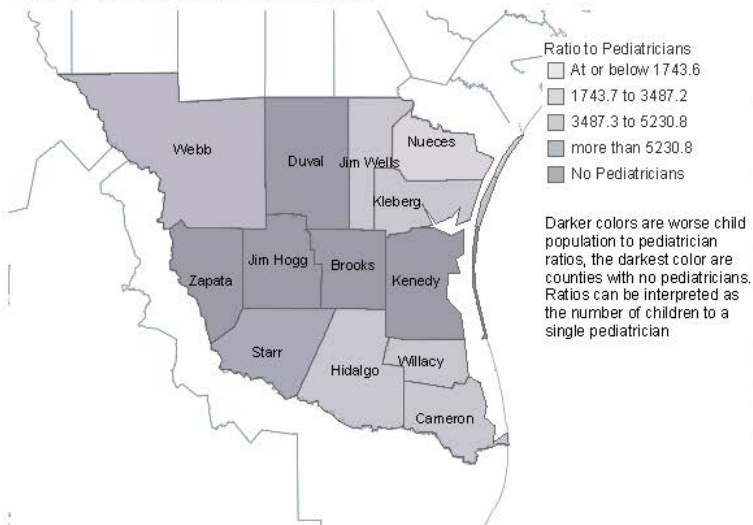 Ratio to Pediatricians
At or below 1743.6
1743.7 to 3487.2
3487.3 to 5230.8
more than 5230.8
No Pediatricians
Darker colors are worse child
population to pediatrician
ratios, the darkest color are
counties with no pediatricians.
Ratios can be interpreted as
the number of children to a
single pediatrician
Webb
Duval
Jim Wells
Nueces
Kleberg
Zapata
Jim Hogg
Brooks
Kenedy
Starr
Hidalgo
Willacy
Cameron